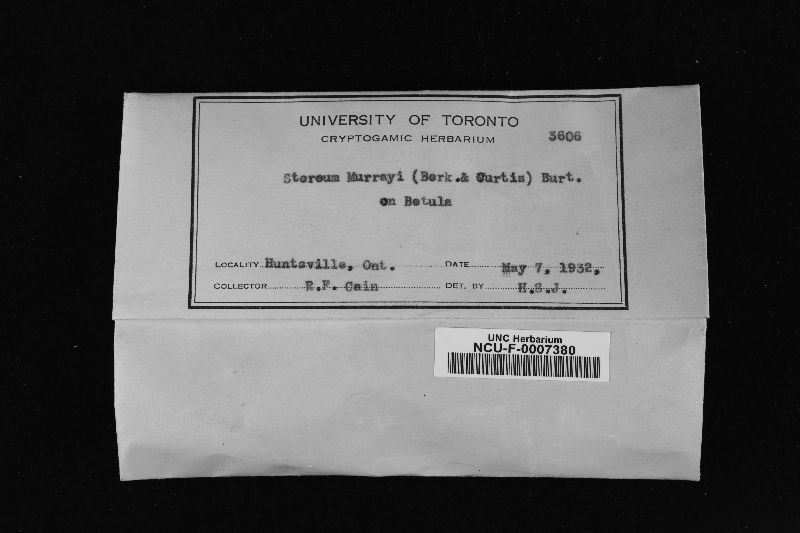 UNIVERSITY OF TORONTO
CRYPTOGAMIC HERBARIUM 3606
Stereum Murrayi (Berk.& Curtis) Burt.
on Betula
LOCALITY Huntsville, Ont. DATE May 7, 1932,
COLLECTOR R.F. Cain DET. BY H.S.J.
UNC Herbarium
NCU-F-0007380